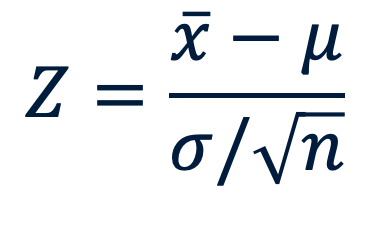 Z = (x̄ − μ) / (σ/√n)